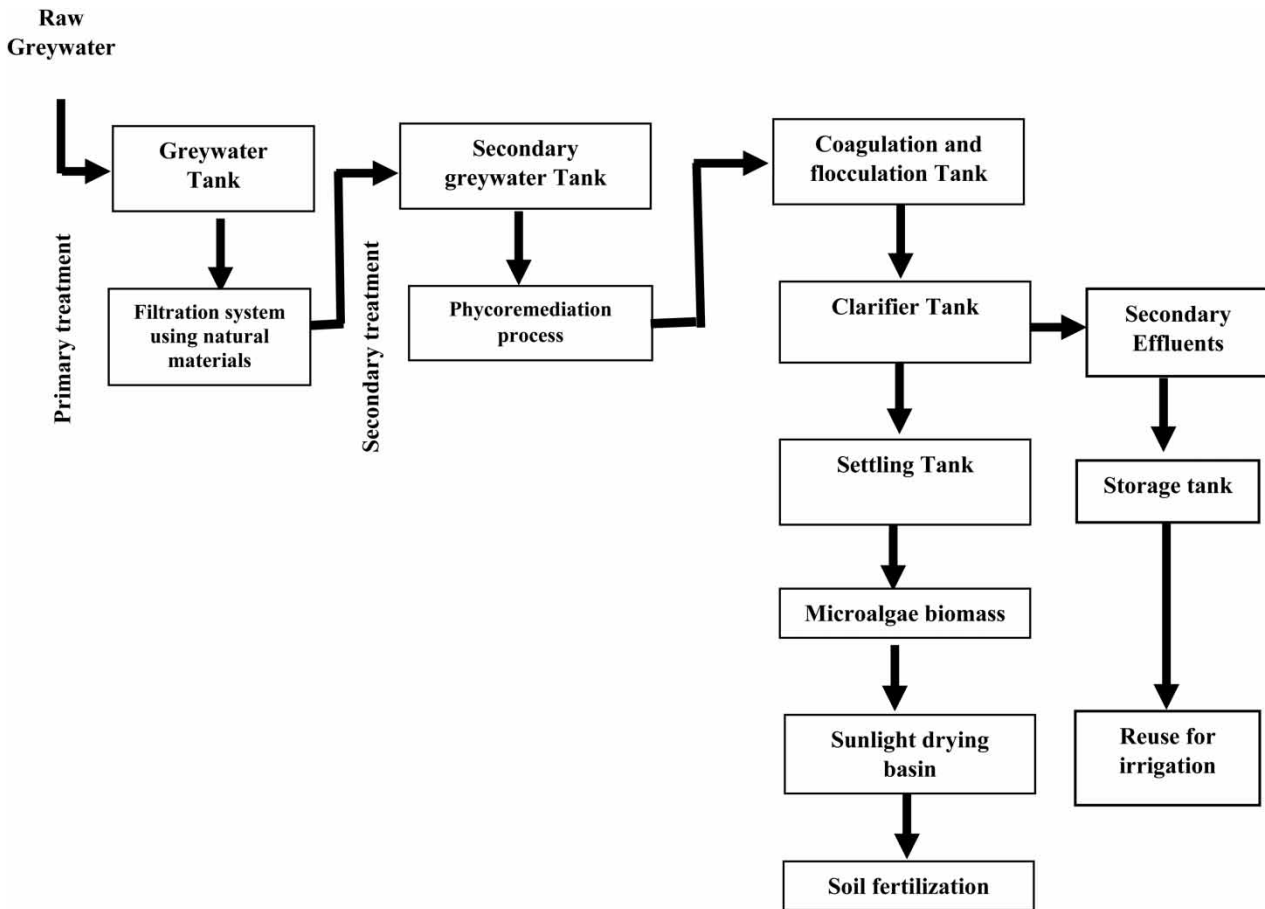 Raw
Greywater
Greywater
Tank
Filtration system
using natural
materials
Primary treatment
Secondary treatment
Secondary
greywater Tank
Phycoremediation
process
Coagulation and
flocculation Tank
Clarifier Tank
Secondary
Effluents
Settling Tank
Storage tank
Microalgae biomass
Sunlight drying
basin
Reuse for
irrigation
Soil fertilization